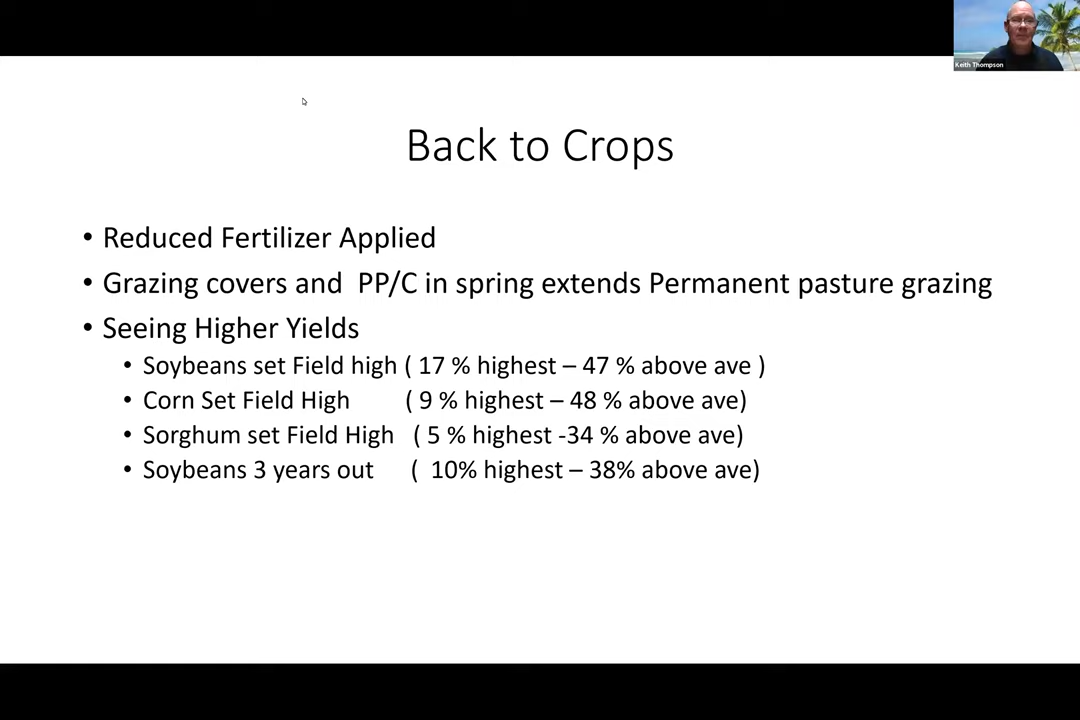 Keith Thompson
Back to Crops
• Reduced Fertilizer Applied
• Grazing covers and  PP/C in spring extends Permanent pasture grazing
• Seeing Higher Yields
• Soybeans set Field high ( 17 % highest – 47 % above ave )
• Corn Set Field High ( 9 % highest – 48 % above ave)
• Sorghum set Field High ( 5 % highest -34 % above ave)
• Soybeans 3 years out ( 10% highest – 38% above ave)